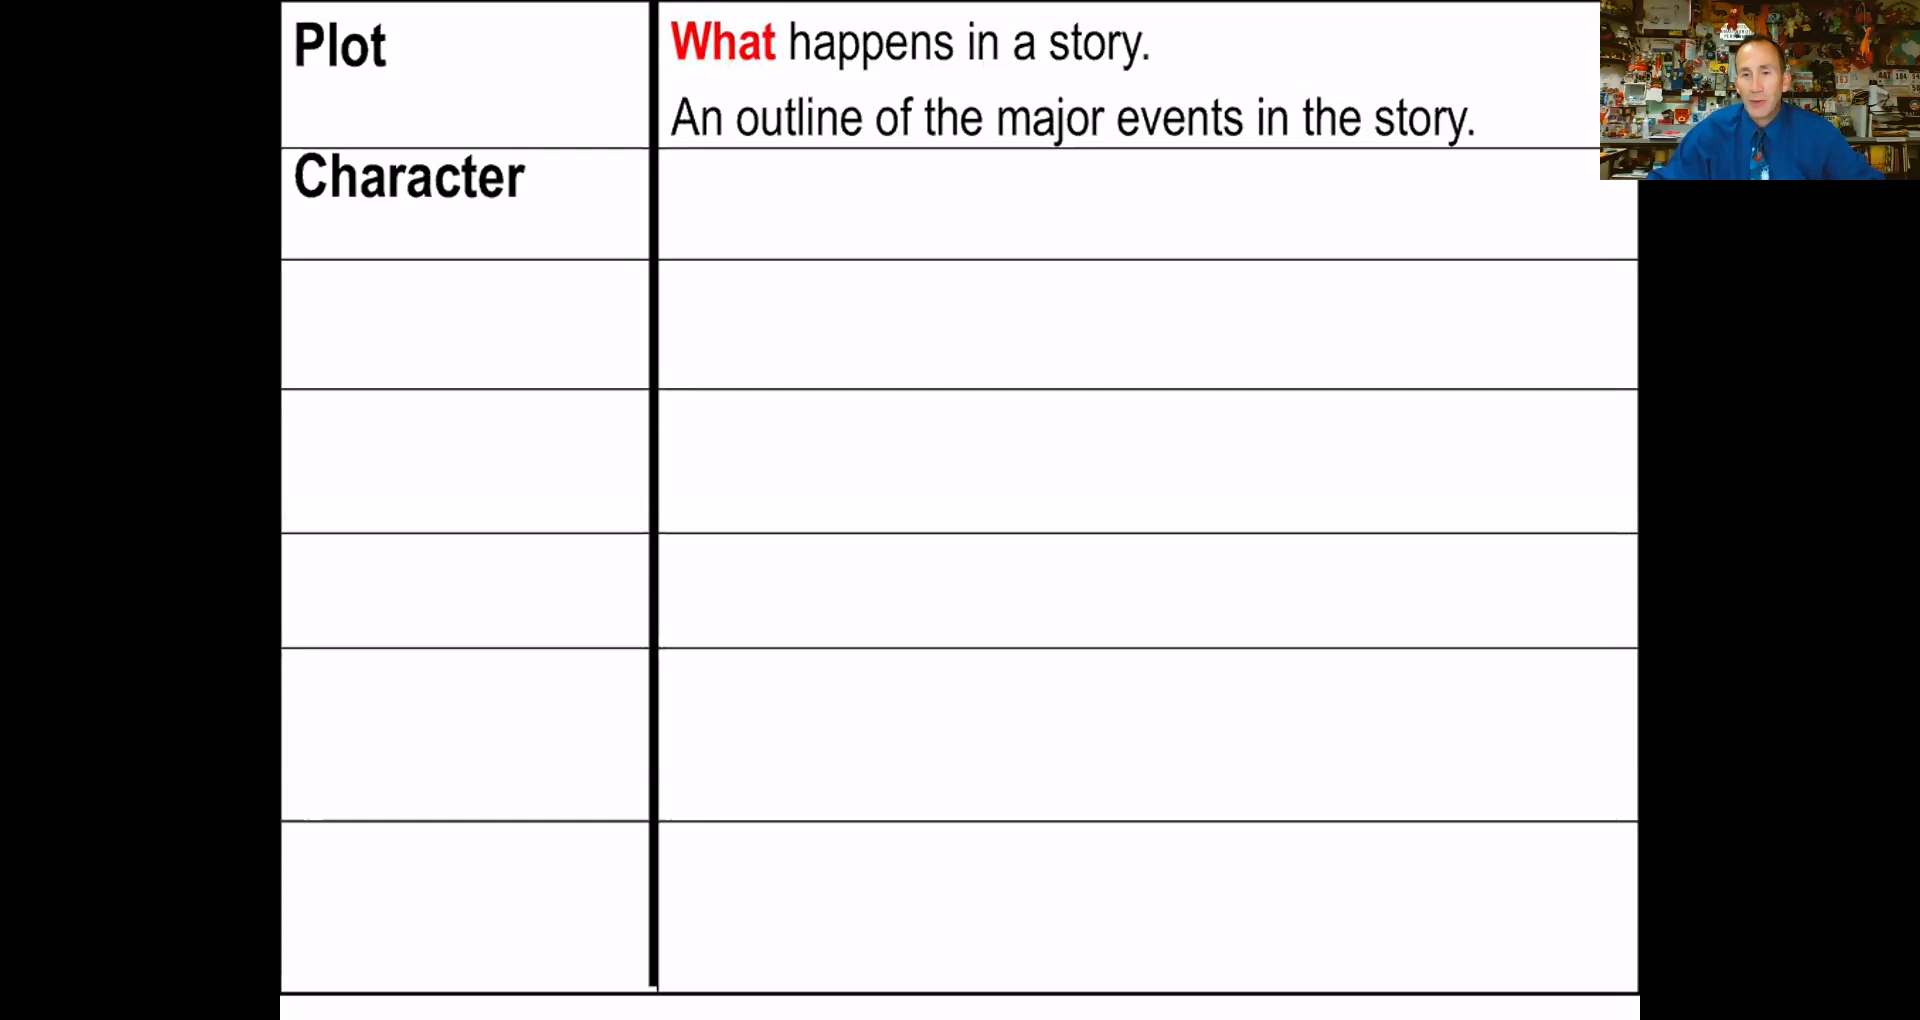 Plot
What happens in a story.
An outline of the major events in the story.
Character